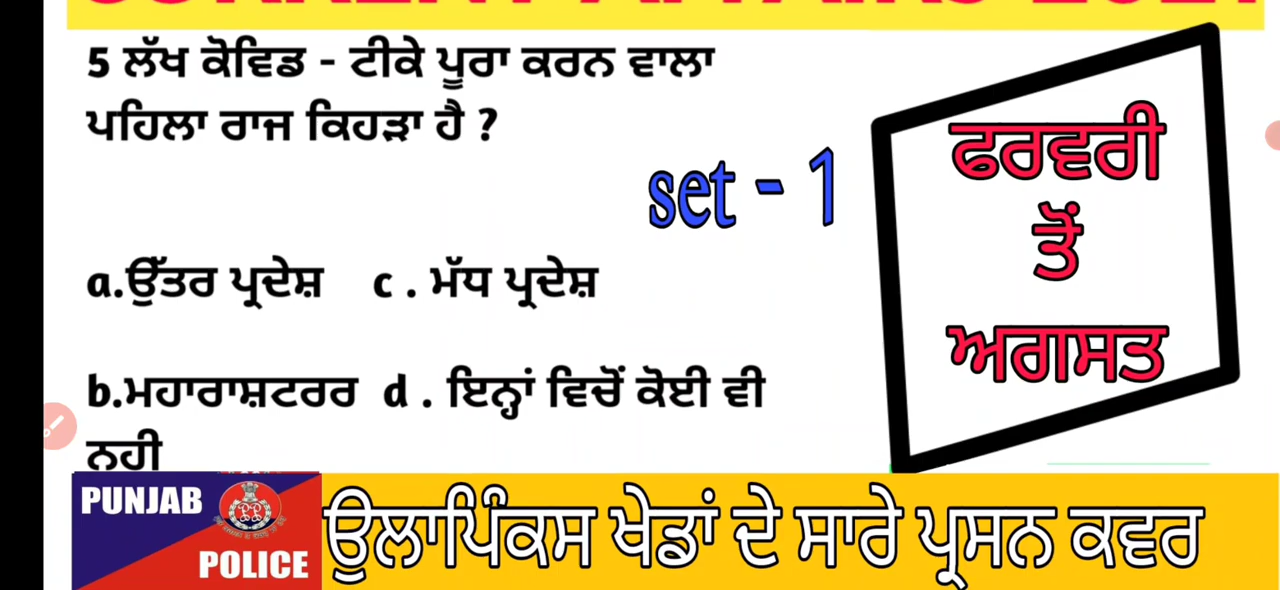 5 ਲੱਖ ਕੋਵਿਡ - ਟੀਕੇ ਪੂਰਾ ਕਰਨ ਵਾਲਾ
ਪਹਿਲਾ ਰਾਜ ਕਿਹੜਾ ਹੈ ?
set - 1
a.ਉੱਤਰ ਪ੍ਰਦੇਸ਼ c . ਮੱਧ ਪ੍ਰਦੇਸ਼
b.ਮਹਾਰਾਸ਼ਟਰਰ d . ਇਨ੍ਹਾਂ ਵਿਚੋਂ ਕੋਈ ਵੀ
ਨਹੀ
ਫਰਵਰੀ
ਤੋਂ
ਅਗਸਤ
PUNJAB
POLICE
ਉਲਾਪਿੰਕਸ ਖੇਡਾਂ ਦੇ ਸਾਰੇ ਪ੍ਰਸਨ ਕਵਰ